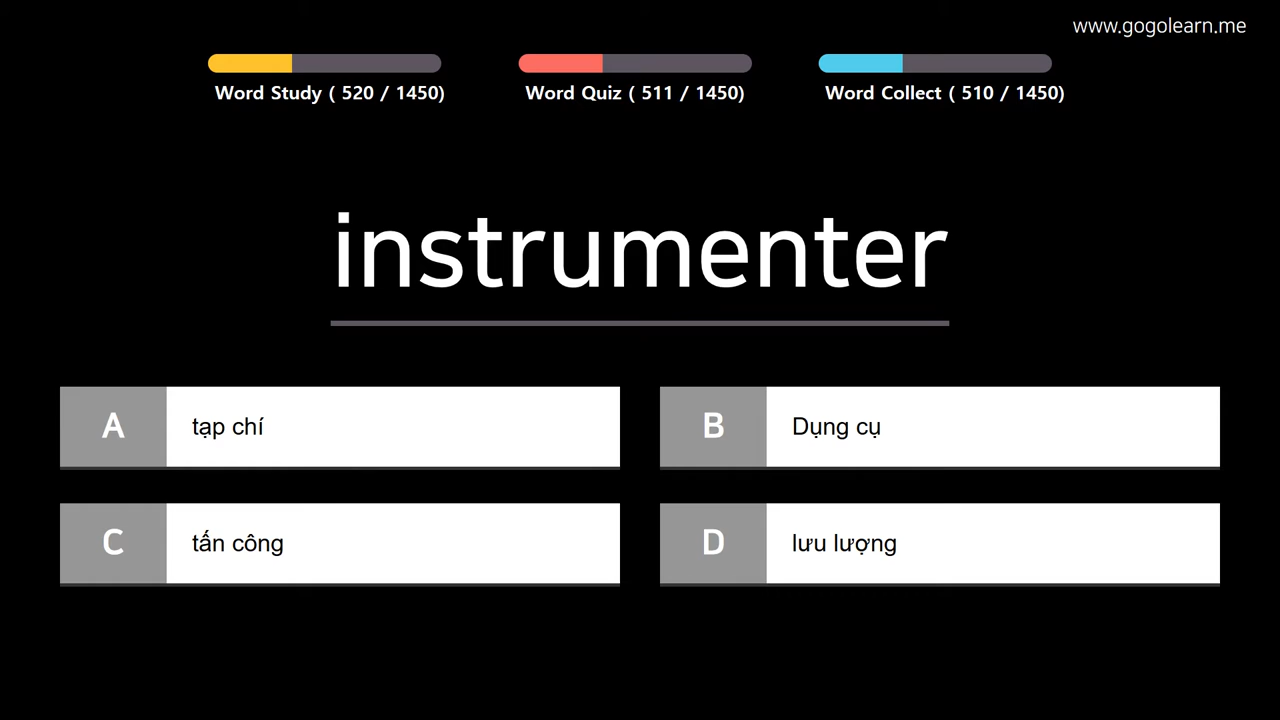 www.gogolearn.me
Word Study ( 520 / 1450)
Word Quiz ( 511 / 1450)
Word Collect ( 510 / 1450)
instrumenter
A tạp chí
B Dụng cụ
C tấn công
D lưu lượng